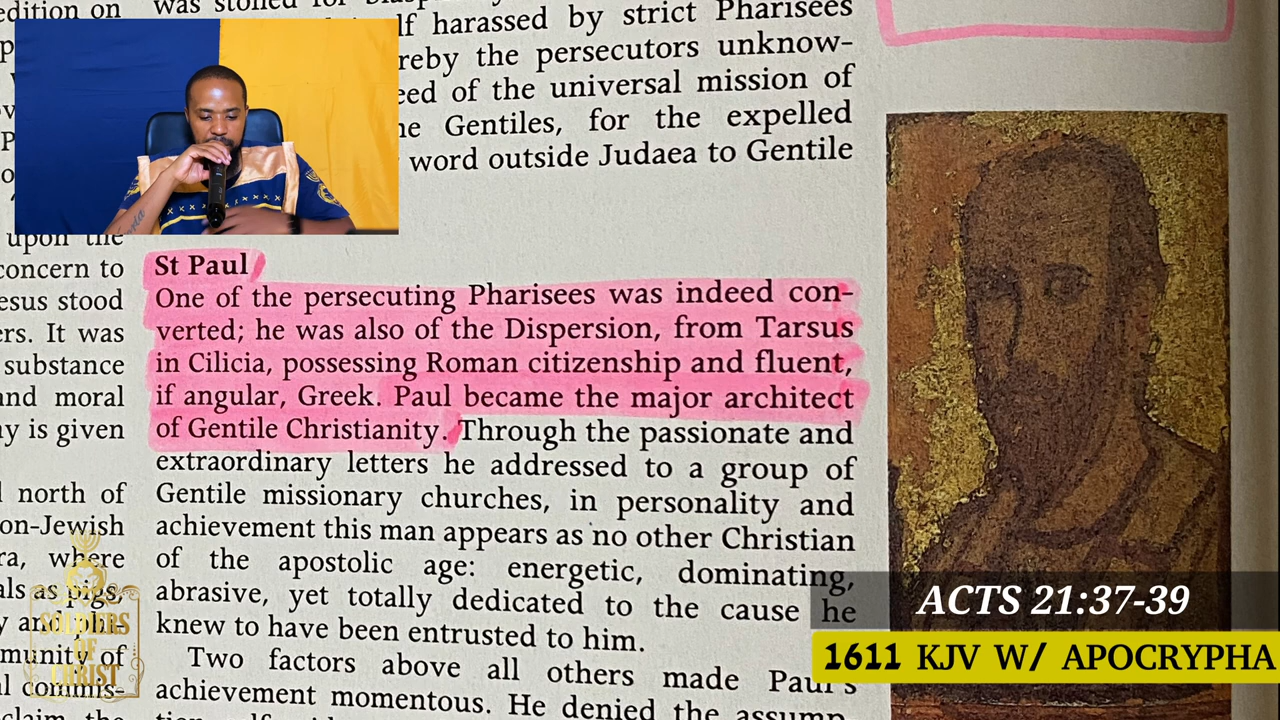 edition on
upon the
concern to
esus stood
ers. It was
substance
and moral
ny is given
north of
on-Jewish
ra, where
als as pigs,
munity of
al commis-
claim the
was stoned for
lf harassed by strict Pharisees
reby the persecutors unknow-
eed of the universal mission of
he Gentiles, for the expelled
word outside Judaea to Gentile
St Paul
One of the persecuting Pharisees was indeed con-
verted; he was also of the Dispersion, from Tarsus
in Cilicia, possessing Roman citizenship and fluent,
if angular, Greek. Paul became the major architect
of Gentile Christianity. Through the passionate and
extraordinary letters he addressed to a group of
Gentile missionary churches, in personality and
achievement this man appears as no other Christian
of the apostolic age: energetic, dominating,
abrasive, yet totally dedicated to the cause he
knew to have been entrusted to him.
Two factors above all others made Paul's
achievement momentous. He denied the assump-
SOLDIERS
OF
CHRIST
ACTS 21:37-39
1611 KJV W/ APOCRYPHA